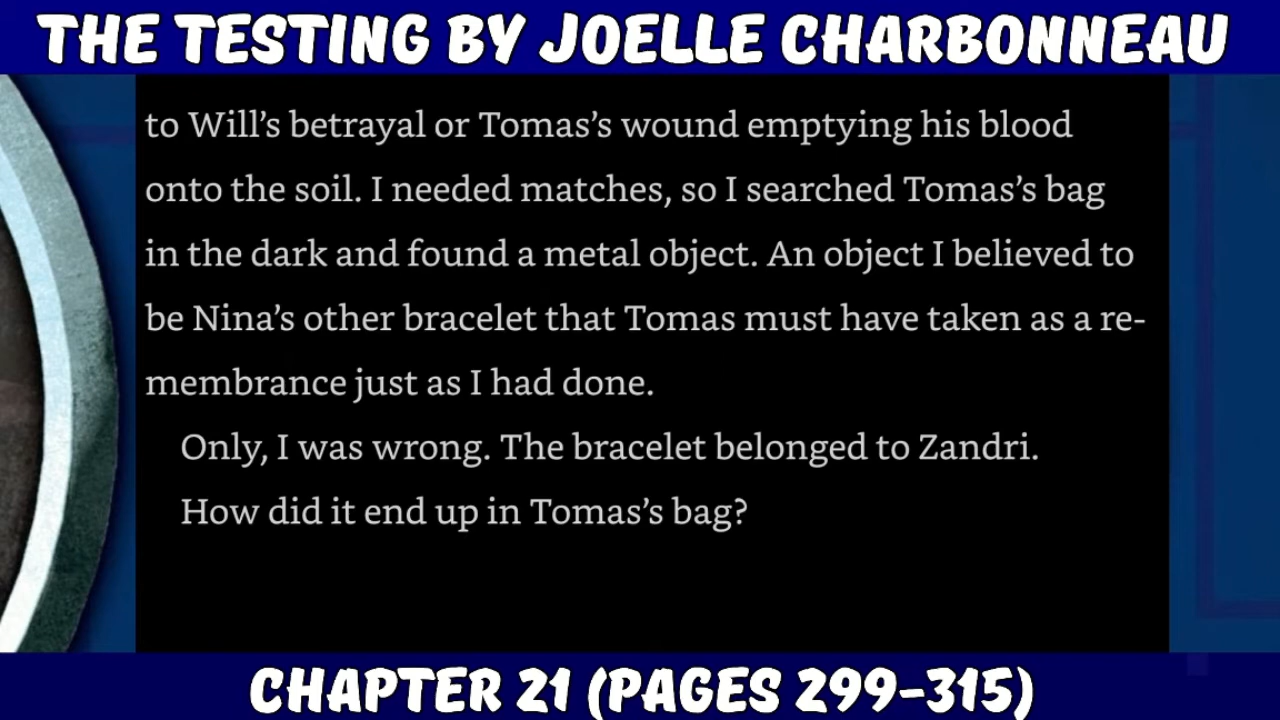 THE TESTING BY JOELLE CHARBONNEAU
to Will’s betrayal or Tomas’s wound emptying his blood
onto the soil. I needed matches, so I searched Tomas’s bag
in the dark and found a metal object. An object I believed to
be Nina’s other bracelet that Tomas must have taken as a re-
membrance just as I had done.
Only, I was wrong. The bracelet belonged to Zandri.
How did it end up in Tomas’s bag?
CHAPTER 21 (PAGES 299-315)